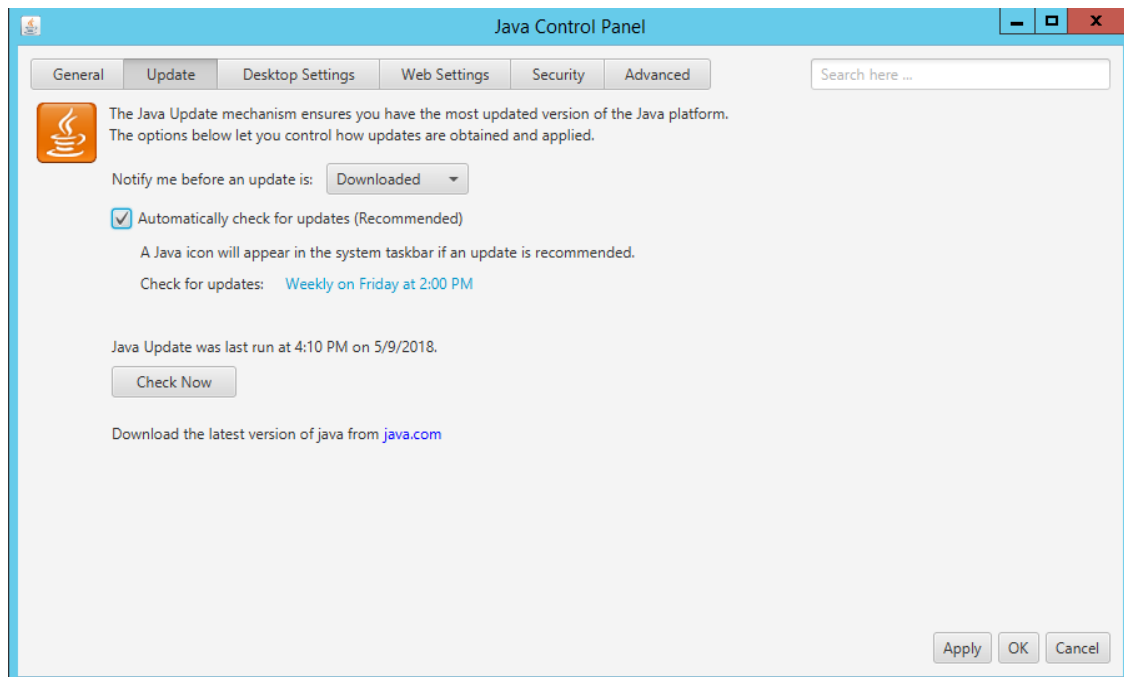 Java Control Panel
General Update Desktop Settings Web Settings Security Advanced Search here ...
The Java Update mechanism ensures you have the most updated version of the Java platform.
The options below let you control how updates are obtained and applied.
Notify me before an update is: Downloaded
Automatically check for updates (Recommended)
A Java icon will appear in the system taskbar if an update is recommended.
Check for updates: Weekly on Friday at 2:00 PM
Java Update was last run at 4:10 PM on 5/9/2018.
Check Now
Download the latest version of java from java.com
Apply OK Cancel